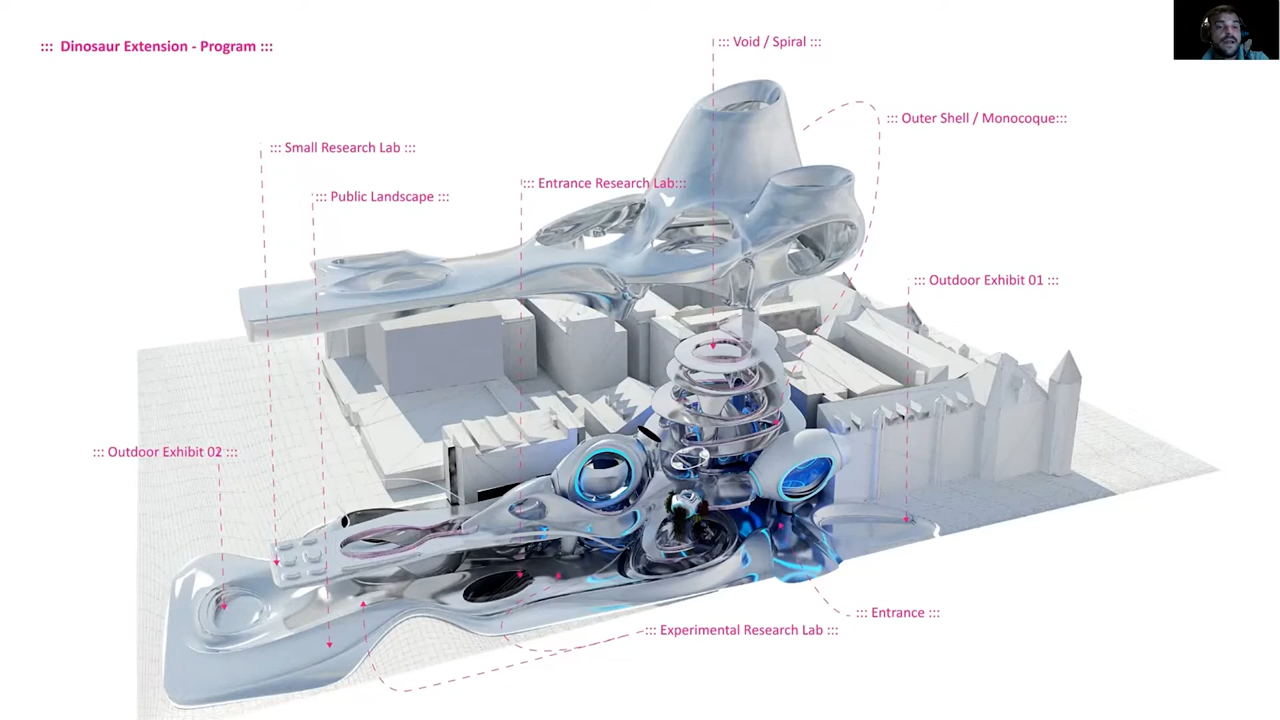 ::: Dinosaur Extension - Program :::
::: Void / Spiral :::
::: Outer Shell / Monocoque:::
::: Small Research Lab :::
::: Entrance Research Lab:::
::: Public Landscape :::
::: Outdoor Exhibit 01 :::
::: Outdoor Exhibit 02 :::
::: Entrance :::
::: Experimental Research Lab :::